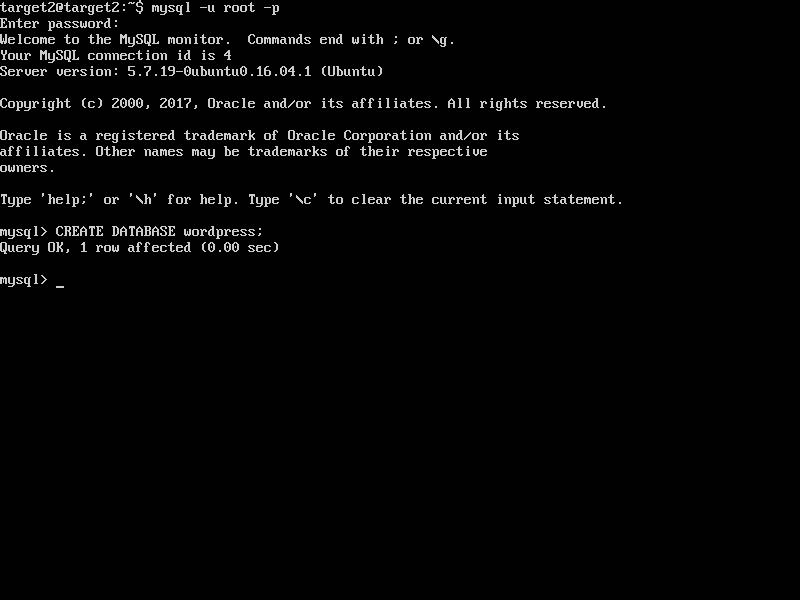 target2@target2:~$ mysql -u root -p
Enter password:
Welcome to the MySQL monitor.  Commands end with ; or \g.
Your MySQL connection id is 4
Server version: 5.7.19-0ubuntu0.16.04.1 (Ubuntu)
Copyright (c) 2000, 2017, Oracle and/or its affiliates. All rights reserved.
Oracle is a registered trademark of Oracle Corporation and/or its
affiliates. Other names may be trademarks of their respective
owners.
Type 'help;' or '\h' for help. Type '\c' to clear the current input statement.
mysql> CREATE DATABASE wordpress;
Query OK, 1 row affected (0.00 sec)
mysql> _